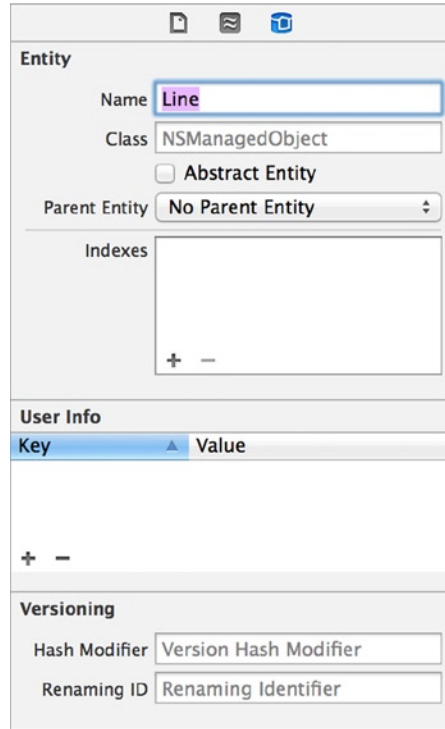 Entity
Name Line
Class NSManagedObject
Abstract Entity
Parent Entity No Parent Entity
Indexes
+ −
User Info
Key Value
+ −
Versioning
Hash Modifier Version Hash Modifier
Renaming ID Renaming Identifier